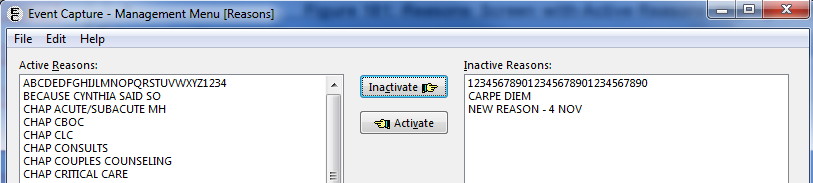 Event Capture - Management Menu [Reasons]
File Edit Help
Active Reasons:
ABCDEDFGHIJLMNOPQRSTUVWXYZ1234
BECAUSE CYNTHIA SAID SO
CHAP ACUTE/SUBACUTE MH
CHAP CBOC
CHAP CLC
CHAP CONSULTS
CHAP COUPLES COUNSELING
CHAP CRITICAL CARE
Inactivate
Activate
Inactive Reasons:
123456789012345678901234567890
CARPE DIEM
NEW REASON - 4 NOV